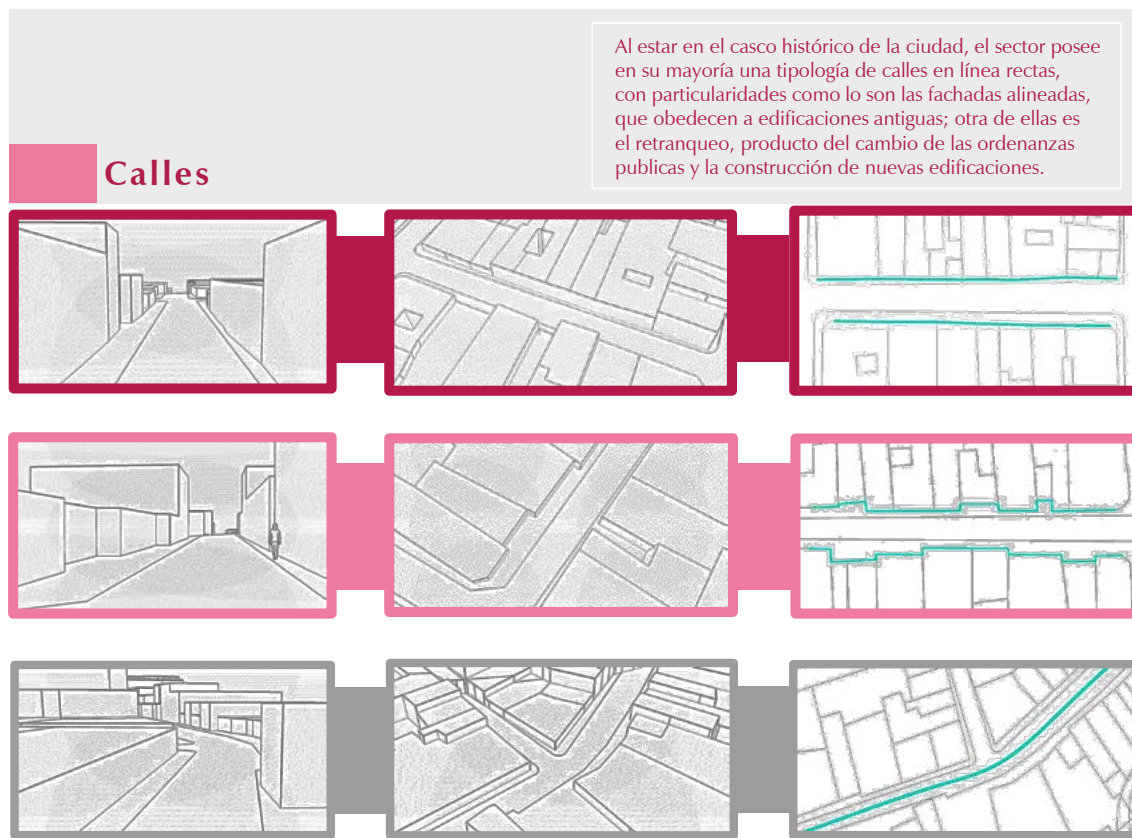 Al estar en el casco histórico de la ciudad, el sector posee
en su mayoría una tipología de calles en línea rectas,
con particularidades como lo son las fachadas alineadas,
que obedecen a edificaciones antiguas; otra de ellas es
el retranqueo, producto del cambio de las ordenanzas
publicas y la construcción de nuevas edificaciones.
Calles